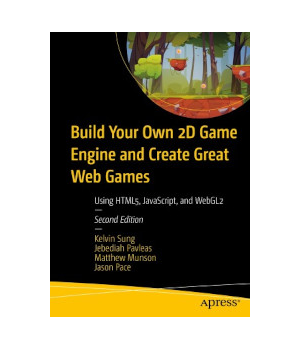 Build Your Own 2D Game
Engine and Create Great
Web Games
Using HTML5, JavaScript, and WebGL2
—
Second Edition
—
Kelvin Sung
Jebediah Pavleas
Matthew Munson
Jason Pace
Apress®